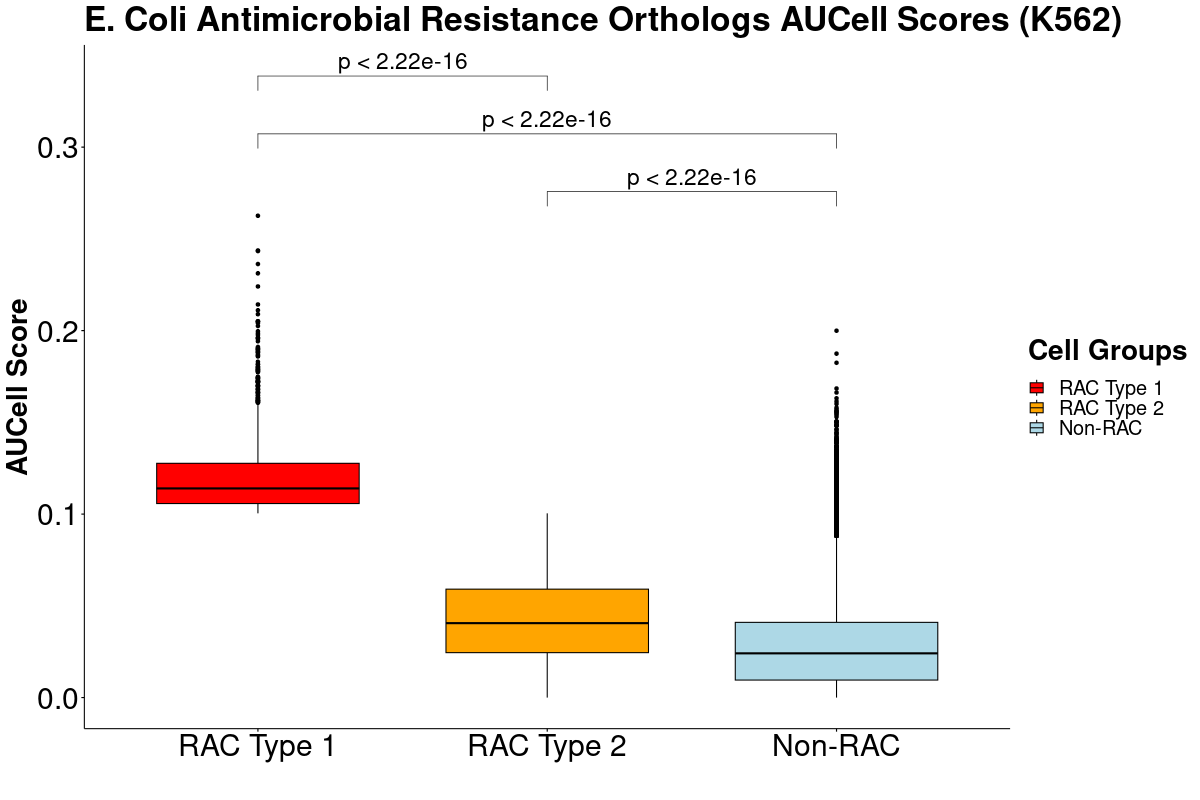 E. Coli Antimicrobial Resistance Orthologs AUCell Scores (K562)
p < 2.22e-16
p < 2.22e-16
p < 2.22e-16
AUCell Score
0.3
0.2
0.1
0.0
RAC Type 1
RAC Type 2
Non-RAC
Cell Groups
RAC Type 1
RAC Type 2
Non-RAC